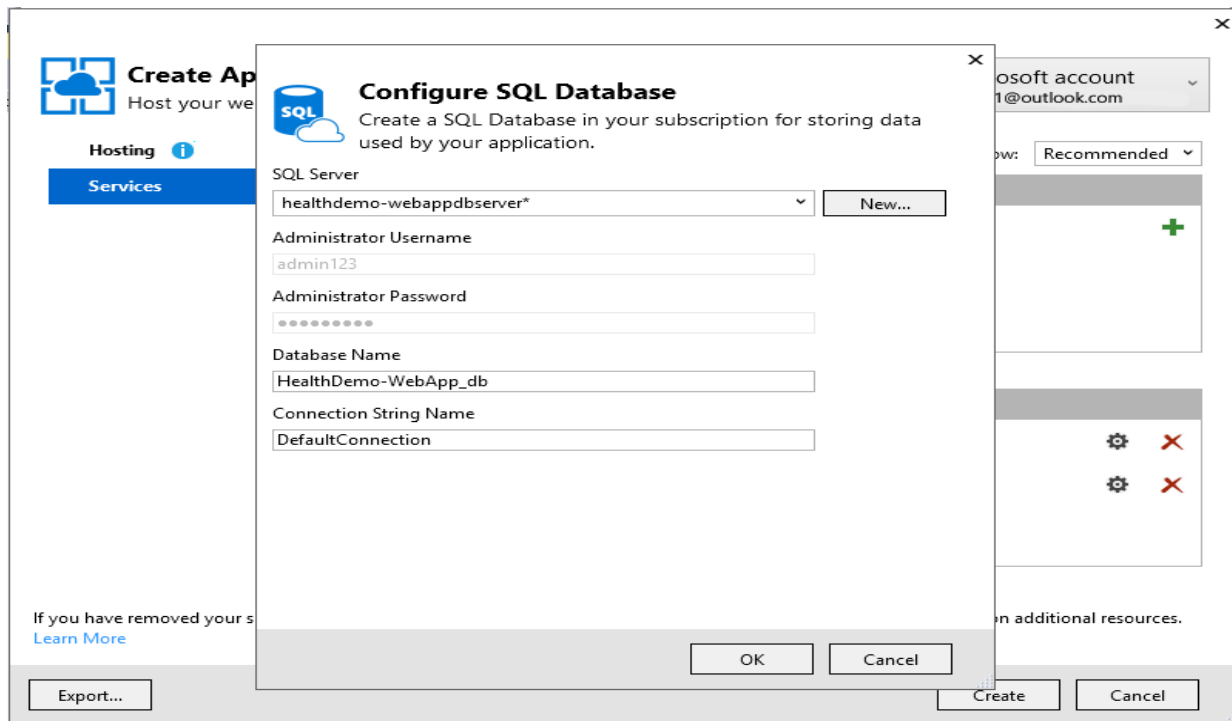 Create Ap
Host your we
osoft account
1@outlook.com
Hosting
Services
ow: Recommended
SQL
Configure SQL Database
Create a SQL Database in your subscription for storing data
used by your application.
SQL Server
healthdemo-webappdbserver*
New...
Administrator Username
admin123
Administrator Password
Database Name
HealthDemo-WebApp_db
Connection String Name
DefaultConnection
OK
Cancel
If you have removed your s
n additional resources.
Learn More
Export...
Create
Cancel